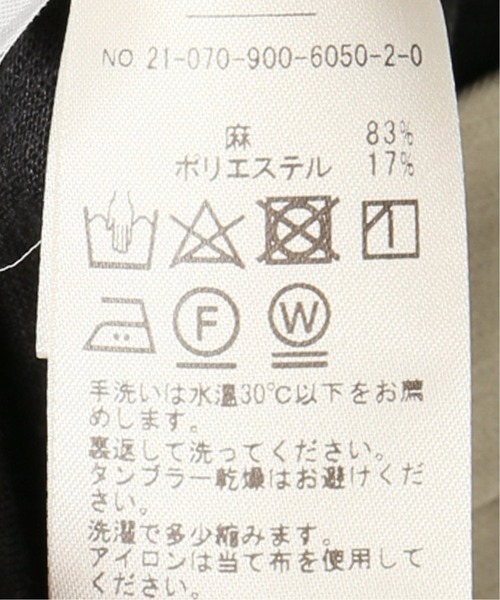 NO 21-070-900-6050-2-0
麻 83%
ポリエステル 17%
F W
手洗いは水温30℃以下をお薦
めします。
裏返して洗ってください。
タンブラー乾燥はお避けくだ
さい。
洗濯で多少縮みます。
アイロンは当て布を使用して
ください。